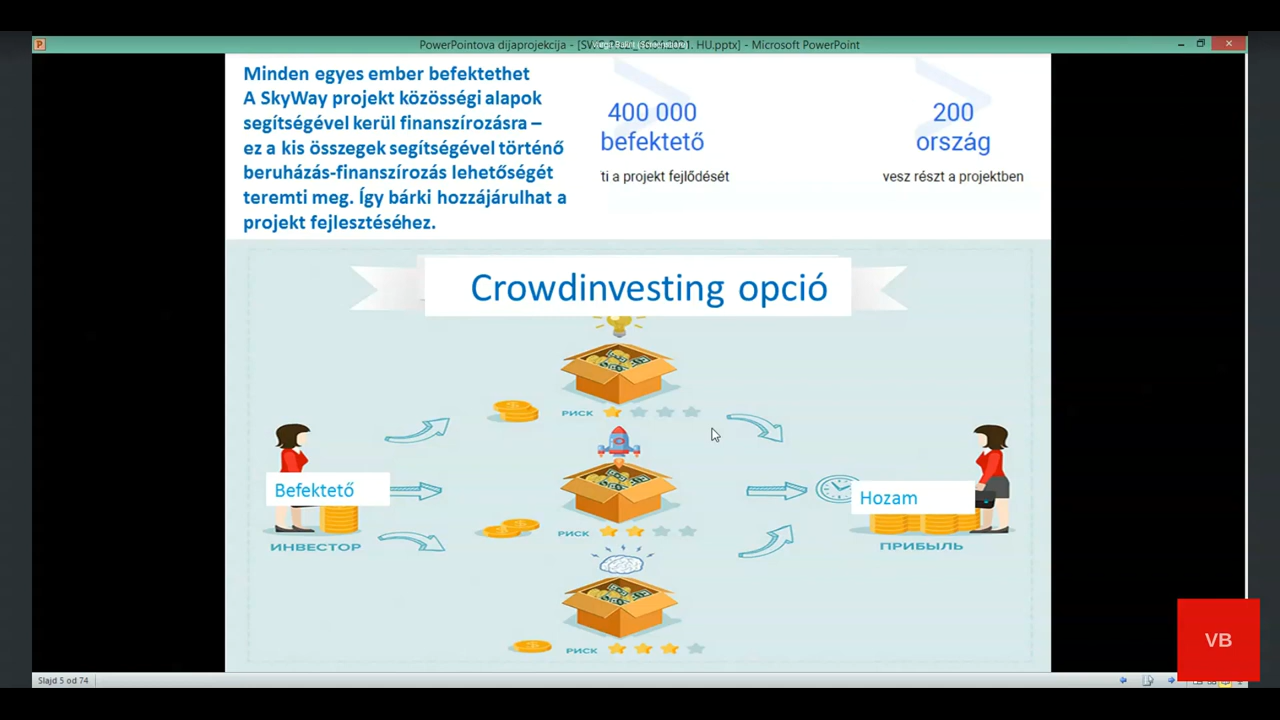 PowerPointova dijaprojekcija - [SW
HU.pptx] - Microsoft PowerPoint
Minden egyes ember befektethet
A SkyWay projekt közösségi alapok
segítségével kerül finanszírozásra –
ez a kis összegek segítségével történő
beruházás-finanszírozás lehetőségét
teremti meg. Így bárki hozzájárulhat a
projekt fejlesztéséhez.
400 000
befektető
ti a projekt fejlődését
200
ország
vesz részt a projektben
Crowdinvesting opció
РИСК
Befektető
ИНВЕСТОР
РИСК
Hozam
ПРИБЫЛЬ
РИСК
VB
Slajd 5 od 74